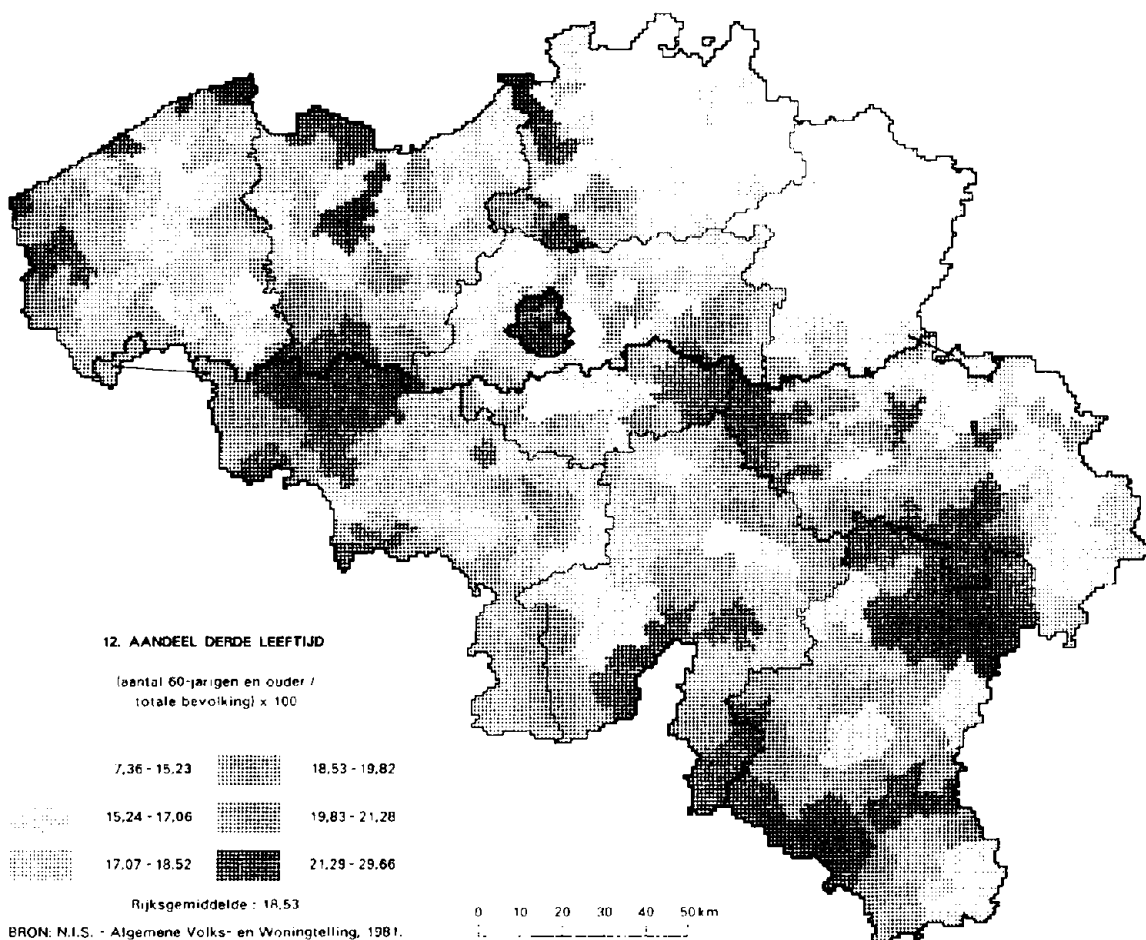 12. AANDEEL DERDE LEEFTIJD
(aantal 60-jarigen en ouder /
totale bevolking) x 100
7,36 - 15,23
18,53 - 19,82
15,24 - 17,06
19,83 - 21,28
17,07 - 18,52
21,29 - 29,66
Rijksgemiddelde : 18,53
0 10 20 30 40 50 km
BRON: N.I.S. - Algemene Volks- en Woningtelling, 1981.